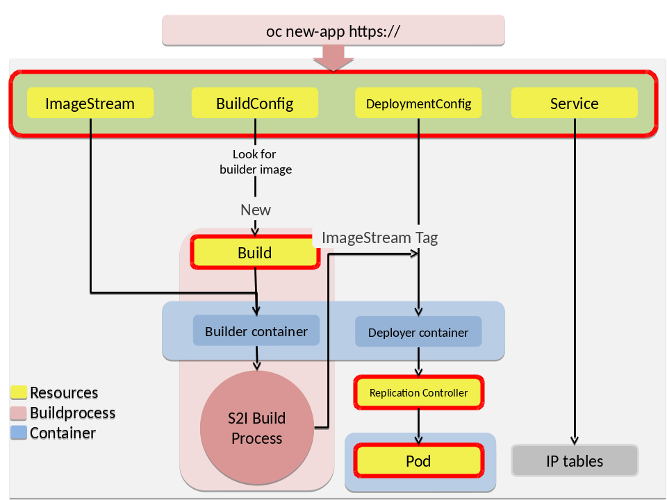 oc new-app https://
ImageStream
BuildConfig
DeploymentConfig
Service
Look for
builder image
New
ImageStream Tag
Build
Builder container
Deployer container
Resources
Buildprocess
Container
S2I Build
Process
Replication Controller
Pod
IP tables